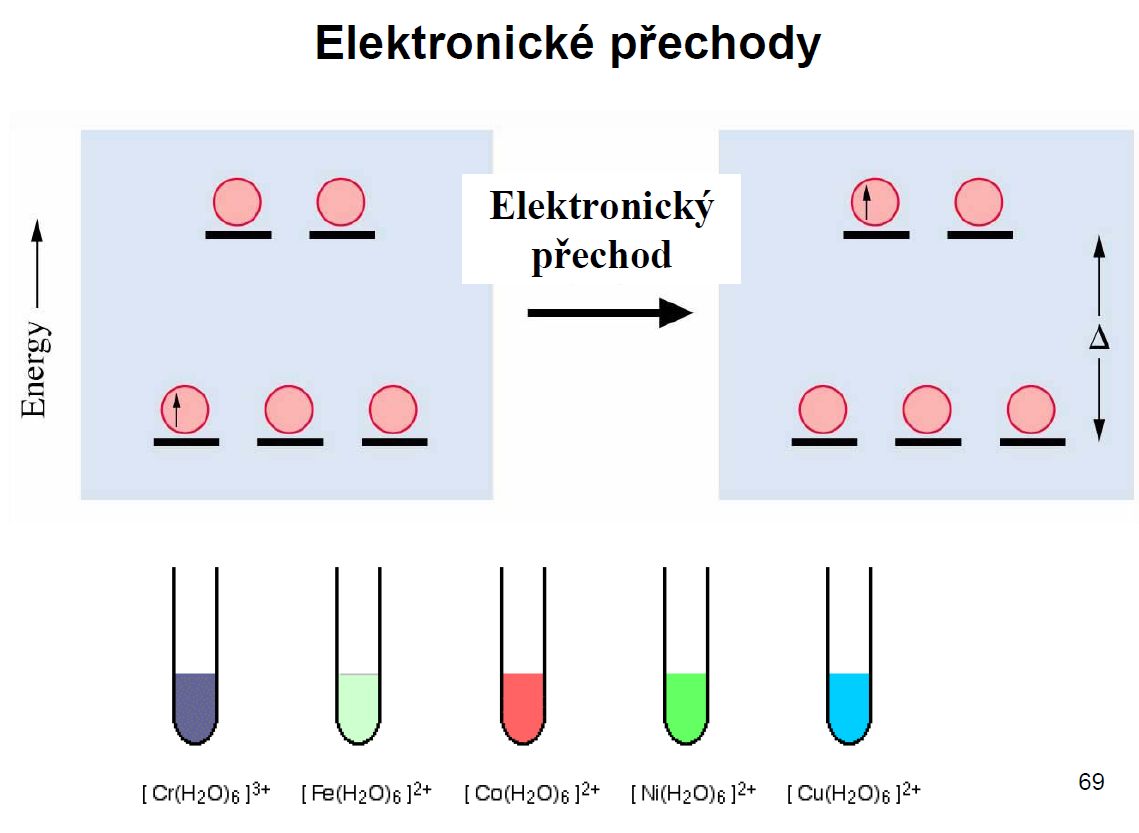 Elektronické přechody
Energy
Elektronický
přechod
Δ
[Cr(H₂O)₆]³⁺
[Fe(H₂O)₆]²⁺
[Co(H₂O)₆]²⁺
[Ni(H₂O)₆]²⁺
[Cu(H₂O)₆]²⁺
69